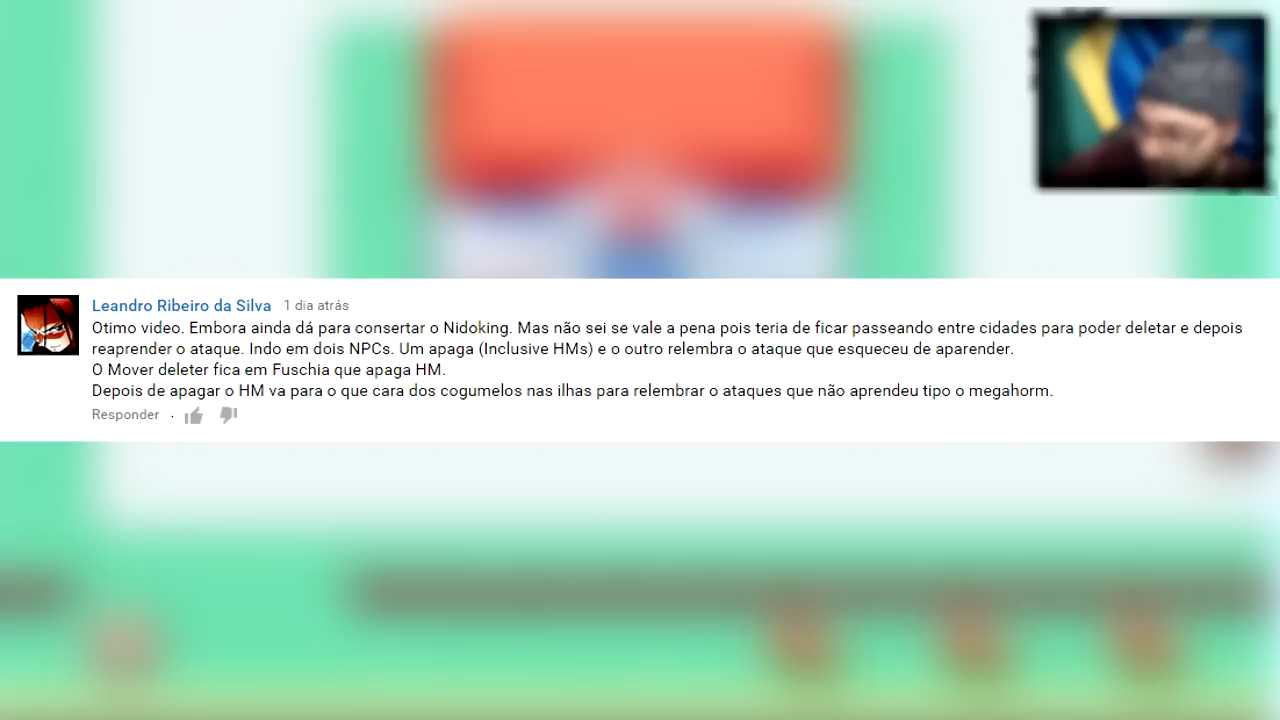 Leandro Ribeiro da Silva 1 dia atrás
Otimo video. Embora ainda dá para consertar o Nidoking. Mas não sei se vale a pena pois teria de ficar passeando entre cidades para poder deletar e depois
reaprender o ataque. Indo em dois NPCs. Um apaga (Inclusive HMs) e o outro relembra o ataque que esqueceu de aparender.
O Mover deleter fica em Fuschia que apaga HM.
Depois de apagar o HM va para o que cara dos cogumelos nas ilhas para relembrar o ataques que não aprendeu tipo o megahorm.
Responder ·